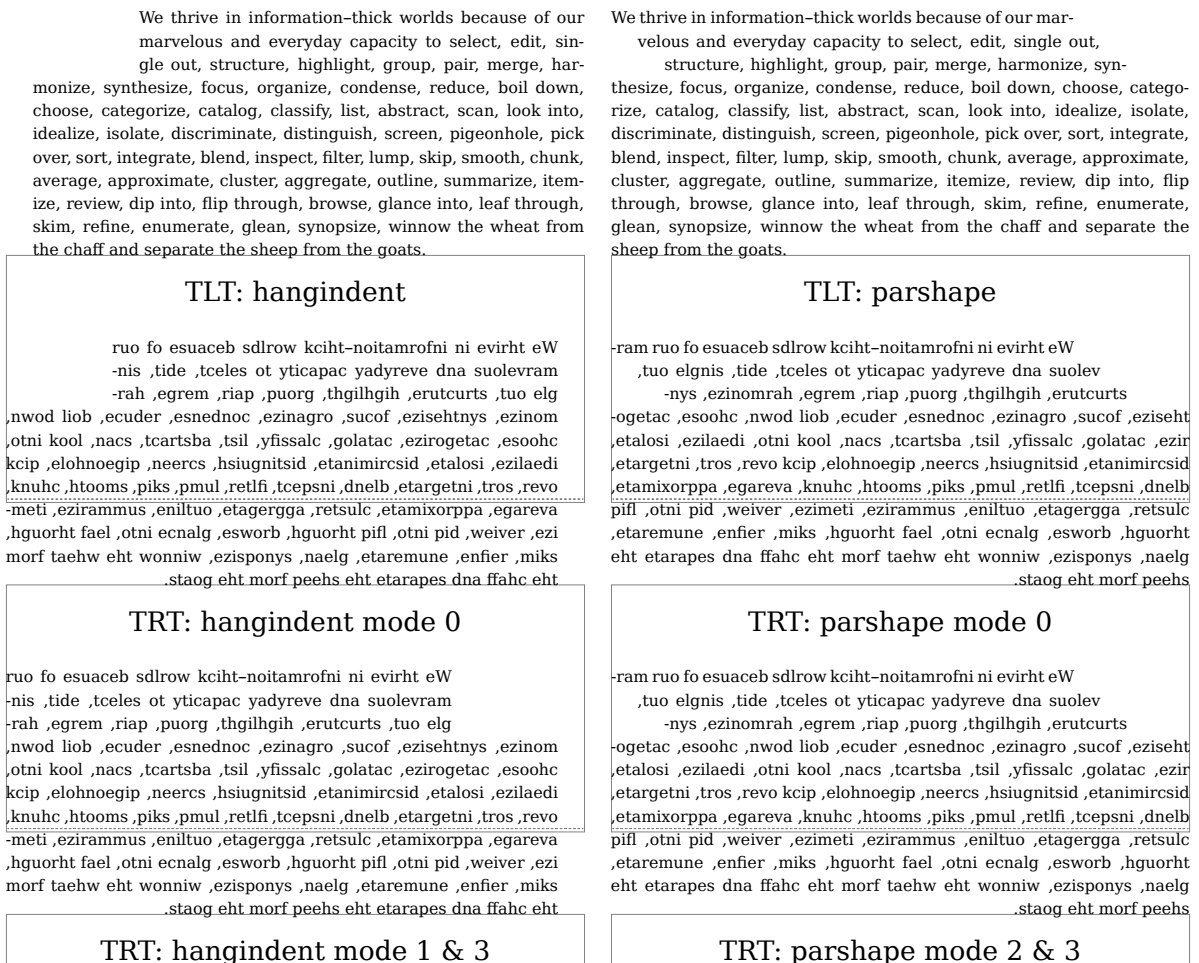 We thrive in information–thick worlds because of our
marvelous and everyday capacity to select, edit, sin-
gle out, structure, highlight, group, pair, merge, har-
monize, synthesize, focus, organize, condense, reduce, boil down,
choose, categorize, catalog, classify, list, abstract, scan, look into,
idealize, isolate, discriminate, distinguish, screen, pigeonhole, pick
over, sort, integrate, blend, inspect, filter, lump, skip, smooth, chunk,
average, approximate, cluster, aggregate, outline, summarize, item-
ize, review, dip into, flip through, browse, glance into, leaf through,
skim, refine, enumerate, glean, synopsize, winnow the wheat from
the chaff and separate the sheep from the goats.
TLT: hangindent
We thrive in information–thick worlds because of our mar-
velous and everyday capacity to select, edit, single out,
structure, highlight, group, pair, merge, harmonize, syn-
thesize, focus, organize, condense, reduce, boil down, choose, catego-
rize, catalog, classify, list, abstract, scan, look into, idealize, isolate,
discriminate, distinguish, screen, pigeonhole, pick over, sort, integrate,
blend, inspect, filter, lump, skip, smooth, chunk, average, approximate,
cluster, aggregate, outline, summarize, itemize, review, dip into, flip
through, browse, glance into, leaf through, skim, refine, enumerate,
glean, synopsize, winnow the wheat from the chaff and separate the
sheep from the goats.
TLT: parshape
ruo fo esuaceb sdlrow kciht–noitamrofni ni evirht eW
-nis ,tide ,tceles ot yticapac yadyreve dna suolevram
-rah ,egrem ,riap ,puorg ,thgilhgih ,erutcurts ,tuo elg
,nwod liob ,ecuder ,esnednoc ,ezinagro ,sucof ,ezisehtnys ,ezinom
,otni kool ,nacs ,tcartsba ,tsil ,yfissalc ,golatac ,ezirogetac ,esoohc
kcip ,elohnoegip ,neercs ,hsiugnitsid ,etanimircsid ,etalosi ,ezilaedi
,knuhc ,htooms ,piks ,pmul ,retlfi ,tcepsni ,dnelb ,etargetni ,tros ,revo
-meti ,ezirammus ,eniltuo ,etagergga ,retsulc ,etamixorppa ,egareva
,hguorht fael ,otni ecnalg ,esworb ,hguorht pifl ,otni pid ,weiver ,ezi
morf taehw eht wonniw ,ezisponys ,naelg ,etaremune ,enfier ,miks
.staog eht morf peehs eht etarapes dna ffahc eht
TRT: hangindent mode 0
-ram ruo fo esuaceb sdlrow kciht–noitamrofni ni evirht eW
,tuo elgnis ,tide ,tceles ot yticapac yadyreve dna suolev
-nys ,ezinomrah ,egrem ,riap ,puorg ,thgilhgih ,erutcurts
-ogetac ,esoohc ,nwod liob ,ecuder ,esnednoc ,ezinagro ,sucof ,eziseht
,etalosi ,ezilaedi ,otni kool ,nacs ,tcartsba ,tsil ,yfissalc ,golatac ,ezir
,etargetni ,tros ,revo kcip ,elohnoegip ,neercs ,hsiugnitsid ,etanimircsid
,etamixorppa ,egareva ,knuhc ,htooms ,piks ,pmul ,retlfi ,tcepsni ,dnelb
pifl ,otni pid ,weiver ,ezimeti ,ezirammus ,eniltuo ,etagergga ,retsulc
,etaremune ,enfier ,miks ,hguorht fael ,otni ecnalg ,esworb ,hguorht
eht etarapes dna ffahc eht morf taehw eht wonniw ,ezisponys ,naelg
.staog eht morf peehs
TRT: parshape mode 0
ruo fo esuaceb sdlrow kciht–noitamrofni ni evirht eW
-nis ,tide ,tceles ot yticapac yadyreve dna suolevram
-rah ,egrem ,riap ,puorg ,thgilhgih ,erutcurts ,tuo elg
,nwod liob ,ecuder ,esnednoc ,ezinagro ,sucof ,ezisehtnys ,ezinom
,otni kool ,nacs ,tcartsba ,tsil ,yfissalc ,golatac ,ezirogetac ,esoohc
kcip ,elohnoegip ,neercs ,hsiugnitsid ,etanimircsid ,etalosi ,ezilaedi
,knuhc ,htooms ,piks ,pmul ,retlfi ,tcepsni ,dnelb ,etargetni ,tros ,revo
-meti ,ezirammus ,eniltuo ,etagergga ,retsulc ,etamixorppa ,egareva
,hguorht fael ,otni ecnalg ,esworb ,hguorht pifl ,otni pid ,weiver ,ezi
morf taehw eht wonniw ,ezisponys ,naelg ,etaremune ,enfier ,miks
.staog eht morf peehs eht etarapes dna ffahc eht
TRT: hangindent mode 1 & 3
-ram ruo fo esuaceb sdlrow kciht–noitamrofni ni evirht eW
,tuo elgnis ,tide ,tceles ot yticapac yadyreve dna suolev
-nys ,ezinomrah ,egrem ,riap ,puorg ,thgilhgih ,erutcurts
-ogetac ,esoohc ,nwod liob ,ecuder ,esnednoc ,ezinagro ,sucof ,eziseht
,etalosi ,ezilaedi ,otni kool ,nacs ,tcartsba ,tsil ,yfissalc ,golatac ,ezir
,etargetni ,tros ,revo kcip ,elohnoegip ,neercs ,hsiugnitsid ,etanimircsid
,etamixorppa ,egareva ,knuhc ,htooms ,piks ,pmul ,retlfi ,tcepsni ,dnelb
pifl ,otni pid ,weiver ,ezimeti ,ezirammus ,eniltuo ,etagergga ,retsulc
,etaremune ,enfier ,miks ,hguorht fael ,otni ecnalg ,esworb ,hguorht
eht etarapes dna ffahc eht morf taehw eht wonniw ,ezisponys ,naelg
.staog eht morf peehs
TRT: parshape mode 2 & 3